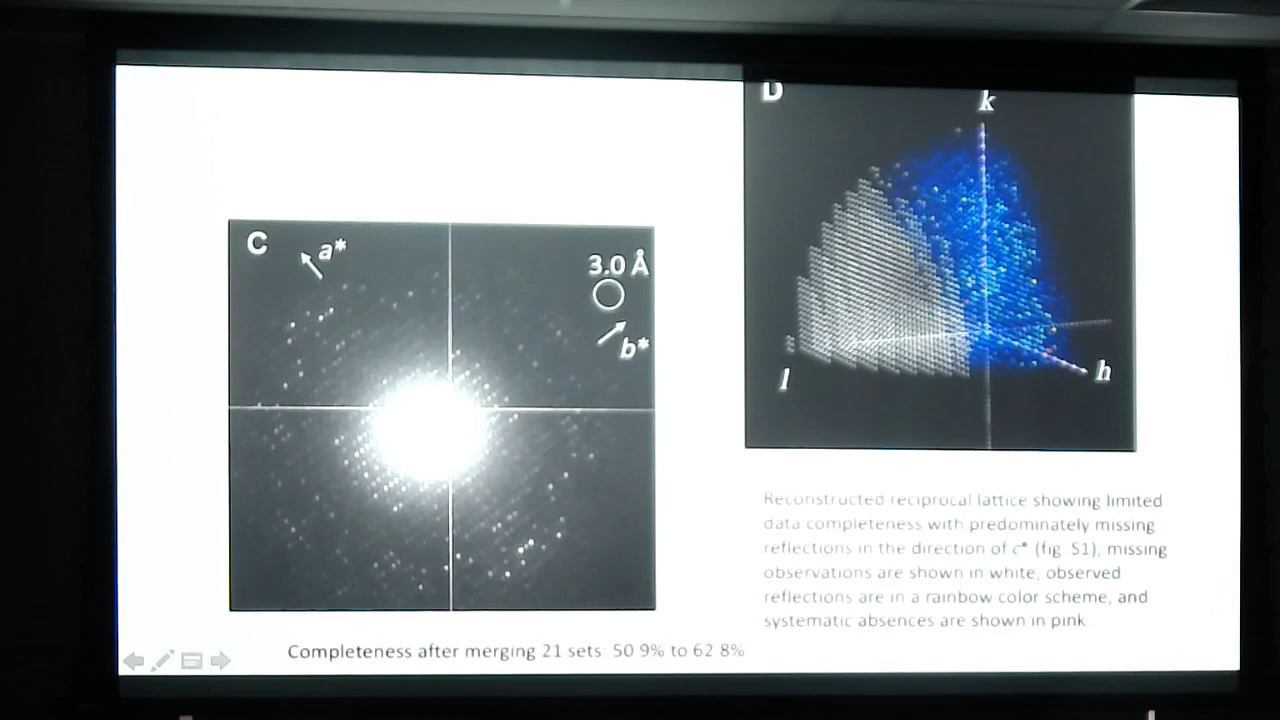 C
a*
3.0 Å
b*
D
k
l
h
Reconstructed reciprocal lattice showing limited
data completeness with predominately missing
reflections in the direction of c* (fig S1), missing
observations are shown in white, observed
reflections are in a rainbow color scheme, and
systematic absences are shown in pink
Completeness after merging 21 sets 50 9% to 62 8%